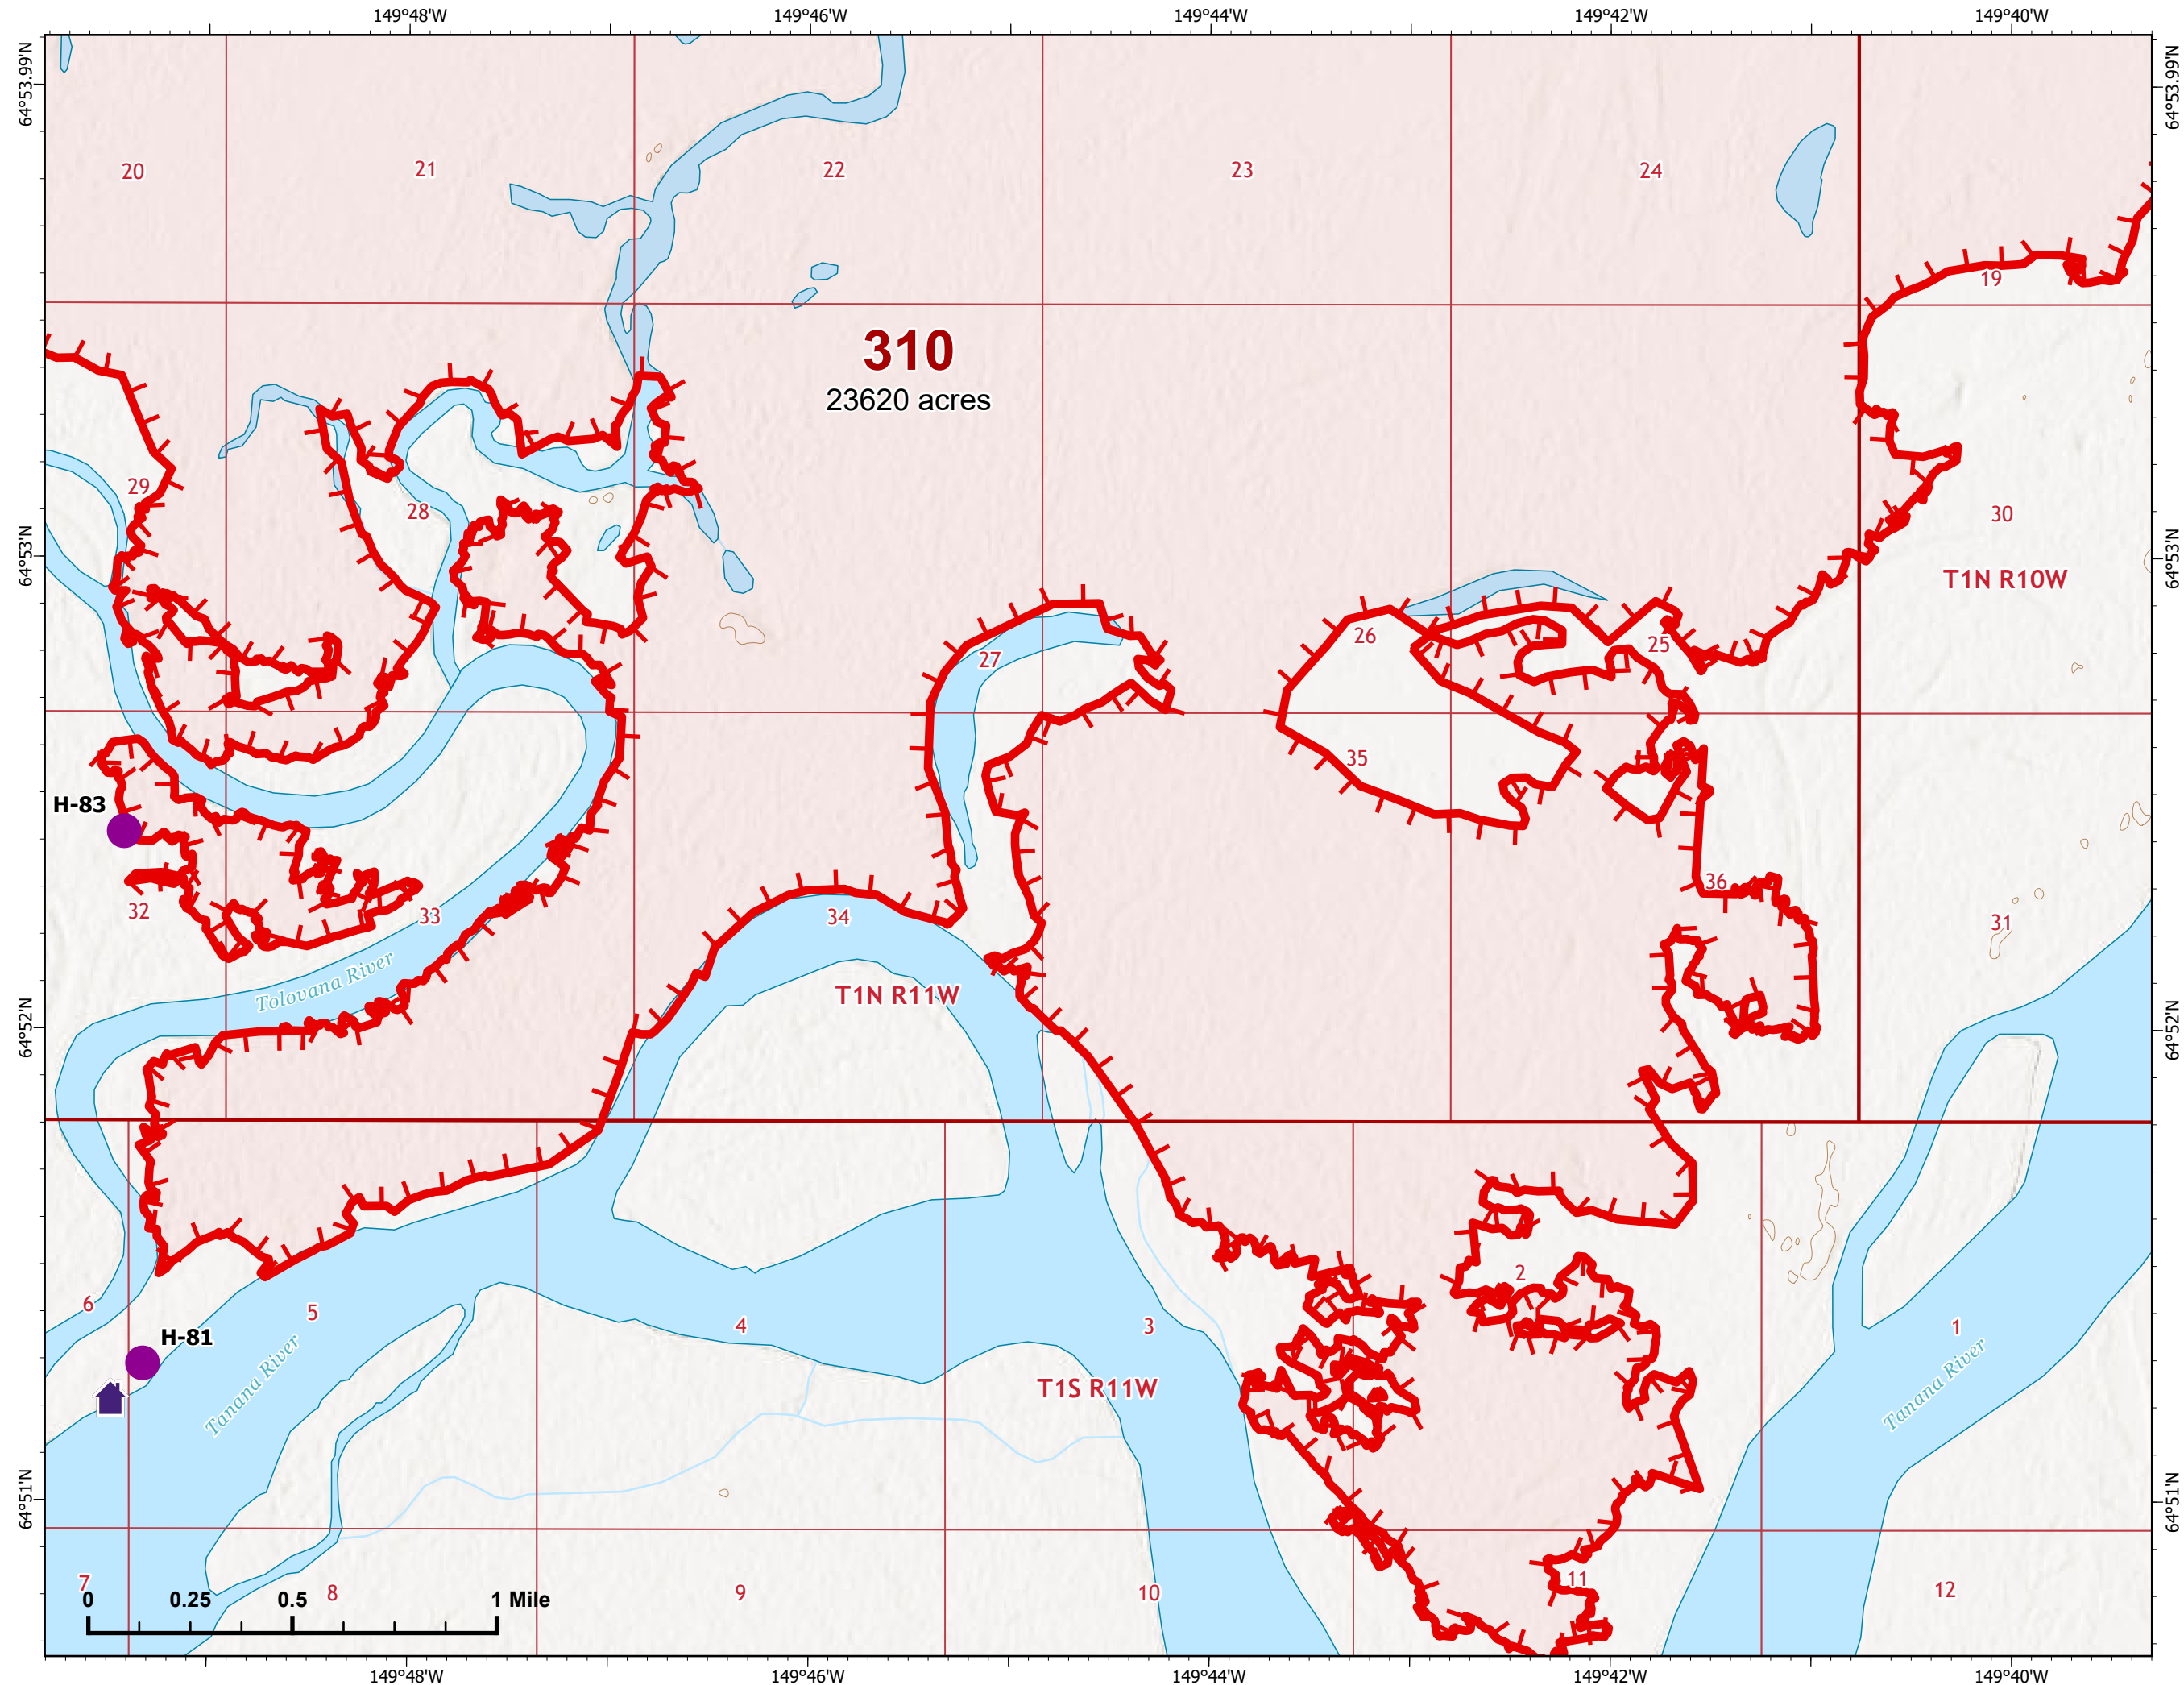 149°48'W 149°46'W 149°44'W 149°42'W 149°40'W
64°53.99'N
64°53.99'N
20
21
22
23
24
19
310
23620 acres
29
28
30
64°53'N
64°53'N
T1N R10W
27
26
25
35
H-83
32
33
34
36
31
Tolovana River
T1N R11W
64°52'N
64°52'N
6
5
4
3
2
1
H-81
Tanana River
T1S R11W
Tanana River
64°51'N
64°51'N
7
8
9
10
11
12
0 0.25 0.5 1 Mile
149°48'W 149°46'W 149°44'W 149°42'W 149°40'W